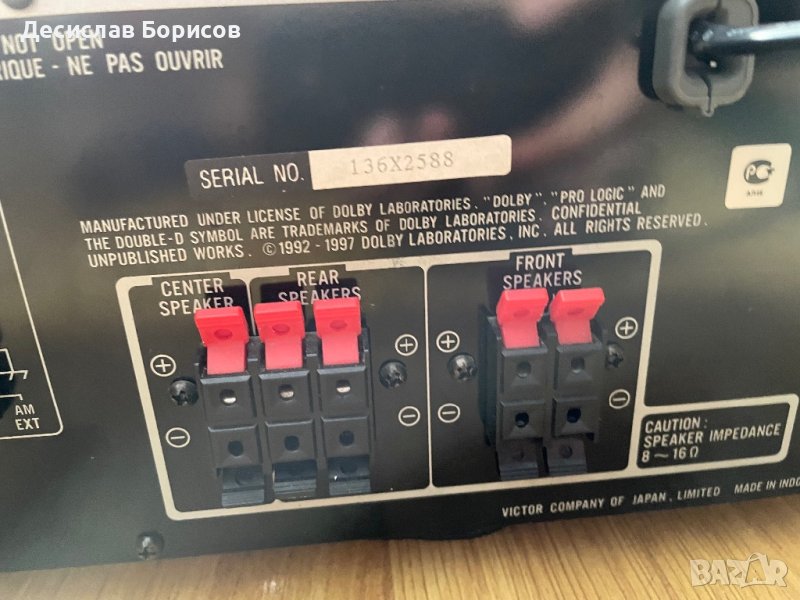 Десислав Борисов
NOT OPEN
RIQUE - NE PAS OUVRIR
SERIAL NO. 136X2588
MANUFACTURED UNDER LICENSE OF DOLBY LABORATORIES. "DOLBY", "PRO LOGIC" AND
THE DOUBLE-D SYMBOL ARE TRADEMARKS OF DOLBY LABORATORIES. CONFIDENTIAL
UNPUBLISHED WORKS. © 1992 - 1997 DOLBY LABORATORIES, INC. ALL RIGHTS RESERVED.
CENTER
SPEAKER
REAR
SPEAKERS
FRONT
SPEAKERS
+ + +
- - -
AM
EXT
CAUTION:
SPEAKER IMPEDANCE
8 ~ 16 Ω
VICTOR COMPANY OF JAPAN, LIMITED MADE IN INDO
BAZAR